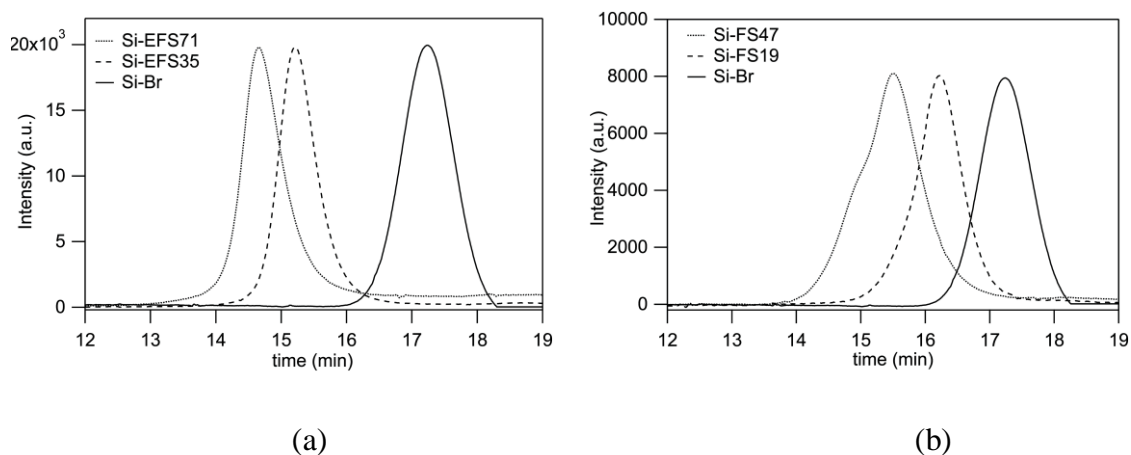 20x10³
15
10
5
0
Intensity (a.u.)
Si-EFS71
Si-EFS35
Si-Br
12 13 14 15 16 17 18 19
time (min)
(a)
10000
8000
6000
4000
2000
0
Intensity (a.u.)
Si-FS47
Si-FS19
Si-Br
12 13 14 15 16 17 18 19
time (min)
(b)